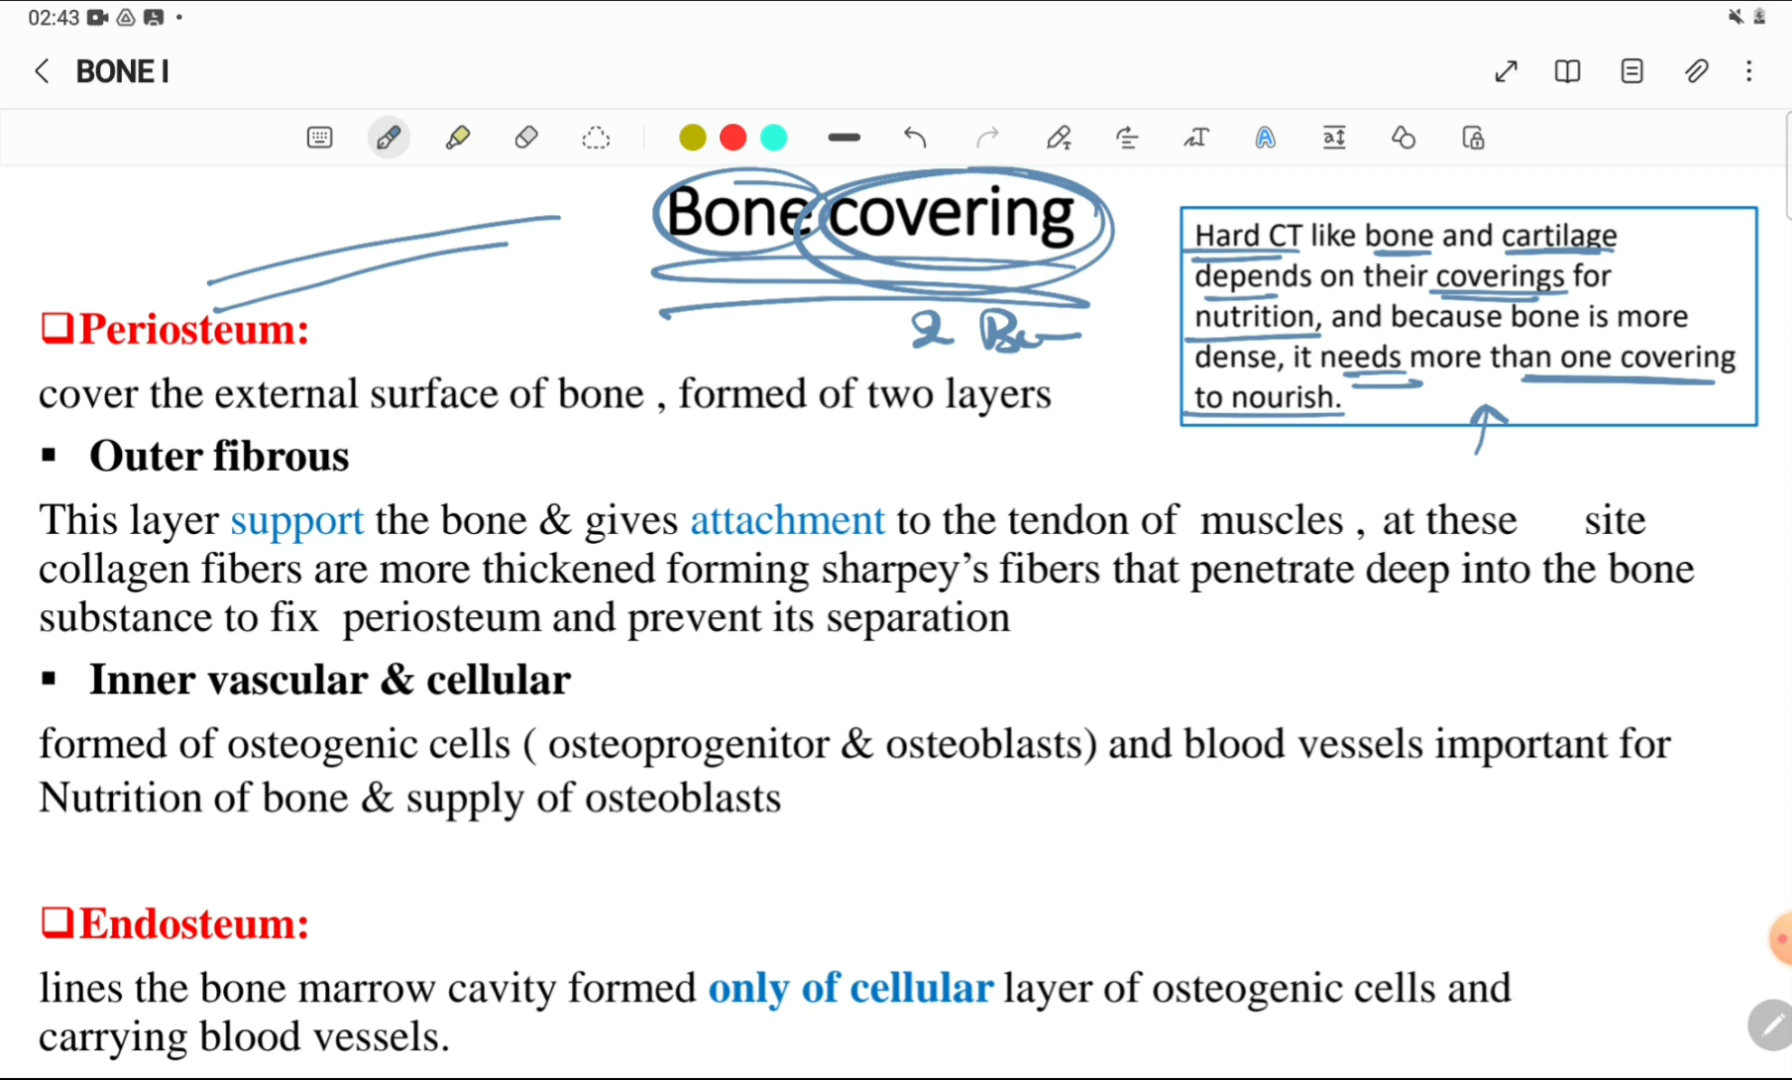 02:43
BONE I
Bone covering
2 B
Hard CT like bone and cartilage
depends on their coverings for
nutrition, and because bone is more
dense, it needs more than one covering
to nourish.
❑Periosteum:
cover the external surface of bone , formed of two layers
▪ Outer fibrous
This layer support the bone & gives attachment to the tendon of muscles , at these site
collagen fibers are more thickened forming sharpey’s fibers that penetrate deep into the bone
substance to fix periosteum and prevent its separation
▪ Inner vascular & cellular
formed of osteogenic cells ( osteoprogenitor & osteoblasts) and blood vessels important for
Nutrition of bone & supply of osteoblasts
❑Endosteum:
lines the bone marrow cavity formed only of cellular layer of osteogenic cells and
carrying blood vessels.